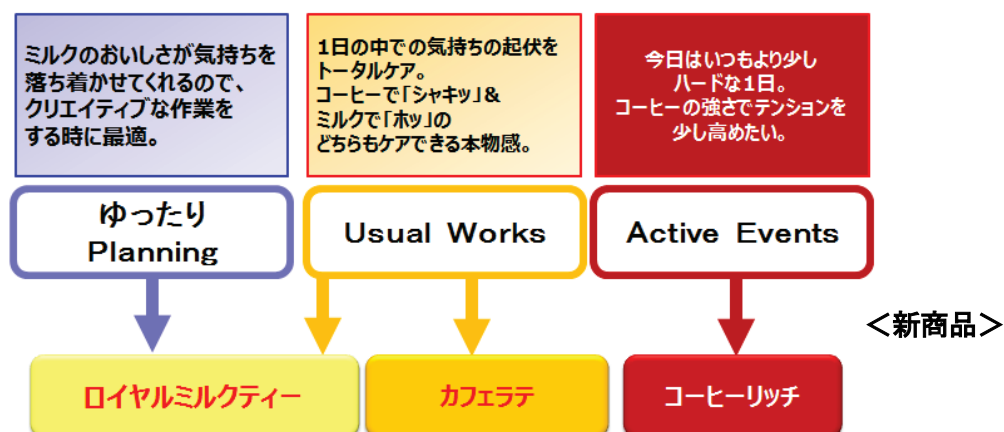 ミルクのおいしさが気持ちを
落ち着かせてくれるので、
クリエイティブな作業を
する時に最適。
1日の中での気持ちの起伏を
トータルケア。
コーヒーで「シャキッ」&
ミルクで「ホッ」の
どちらもケアできる本物感。
今日はいつもより少し
ハードな1日。
コーヒーの強さでテンションを
少し高めたい。
ゆったり
Planning
Usual Works
Active Events
＜新商品＞
ロイヤルミルクティー
カフェラテ
コーヒーリッチ